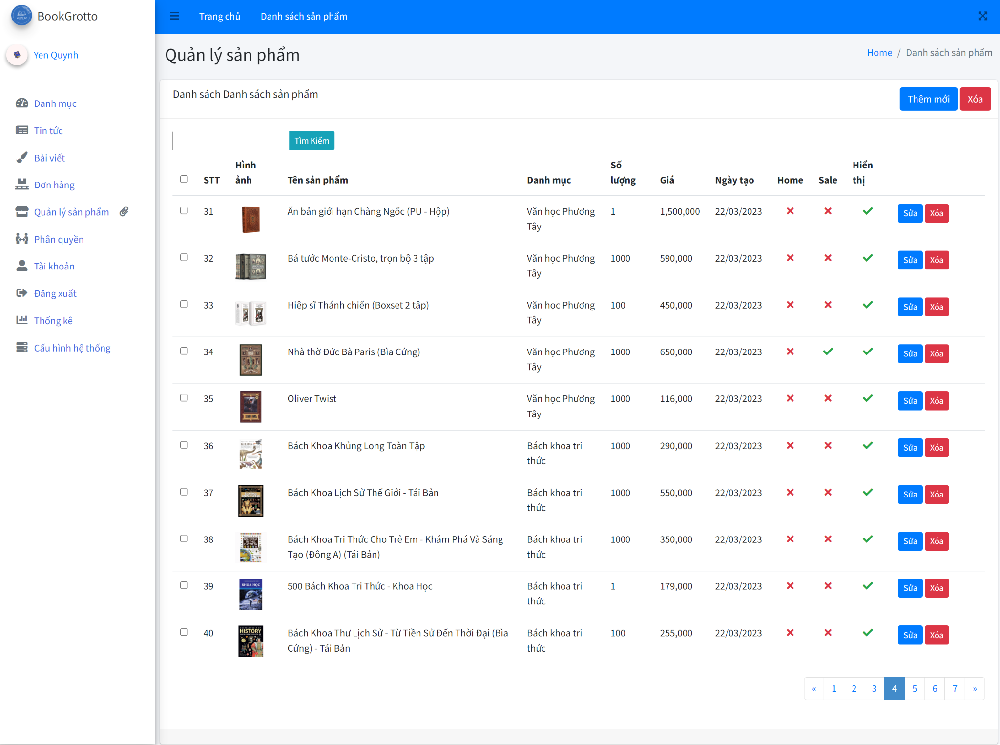 BookGrotto
Trang chủ
Danh sách sản phẩm
Yen Quynh
Quản lý sản phẩm
Home / Danh sách sản phẩm
Danh mục
Tin tức
Bài viết
Đơn hàng
Quản lý sản phẩm
Phân quyền
Tài khoản
Đăng xuất
Thống kê
Cấu hình hệ thống
Danh sách Danh sách sản phẩm
Thêm mới
Xóa
Tìm Kiếm
STT
Hình
ảnh
Tên sản phẩm
Danh mục
Số
lượng
Giá
Ngày tạo
Home
Sale
Hiển
thị
31 Ấn bản giới hạn Chàng Ngốc (PU - Hộp) Văn học Phương 1 1,500,000 22/03/2023 Sửa Xóa
Tây
32 Bá tước Monte-Cristo, trọn bộ 3 tập Văn học Phương 1000 590,000 22/03/2023 Sửa Xóa
Tây
33 Hiệp sĩ Thánh chiến (Boxset 2 tập) Văn học Phương 100 450,000 22/03/2023 Sửa Xóa
Tây
34 Nhà thờ Đức Bà Paris (Bìa Cứng) Văn học Phương 1000 650,000 22/03/2023 Sửa Xóa
Tây
35 Oliver Twist Văn học Phương 1000 116,000 22/03/2023 Sửa Xóa
Tây
36 Bách Khoa Khủng Long Toàn Tập Bách khoa tri 1000 290,000 22/03/2023 Sửa Xóa
thức
37 Bách Khoa Lịch Sử Thế Giới - Tái Bản Bách khoa tri 1000 550,000 22/03/2023 Sửa Xóa
thức
38 Bách Khoa Tri Thức Cho Trẻ Em - Khám Phá Và Sáng Bách khoa tri 1000 350,000 22/03/2023 Sửa Xóa
Tạo (Đông A) (Tái Bản) thức
KHOA HỌC
39 500 Bách Khoa Tri Thức - Khoa Học Bách khoa tri 1 179,000 22/03/2023 Sửa Xóa
thức
HISTORY
40 Bách Khoa Thư Lịch Sử - Từ Tiền Sử Đến Thời Đại (Bìa Bách khoa tri 100 255,000 22/03/2023 Sửa Xóa
Cứng) - Tái Bản thức
« 1 2 3 4 5 6 7 »